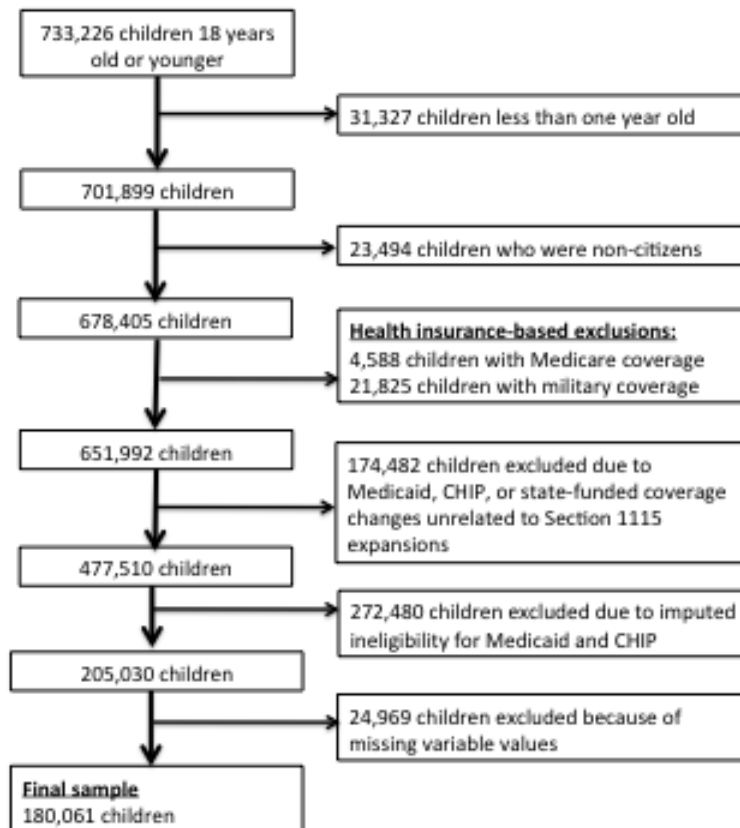 733,226 children 18 years
old or younger
31,327 children less than one year old
701,899 children
23,494 children who were non-citizens
678,405 children
Health insurance-based exclusions:
4,588 children with Medicare coverage
21,825 children with military coverage
651,992 children
174,482 children excluded due to
Medicaid, CHIP, or state-funded coverage
changes unrelated to Section 1115
expansions
477,510 children
272,480 children excluded due to imputed
ineligibility for Medicaid and CHIP
205,030 children
24,969 children excluded because of
missing variable values
Final sample
180,061 children